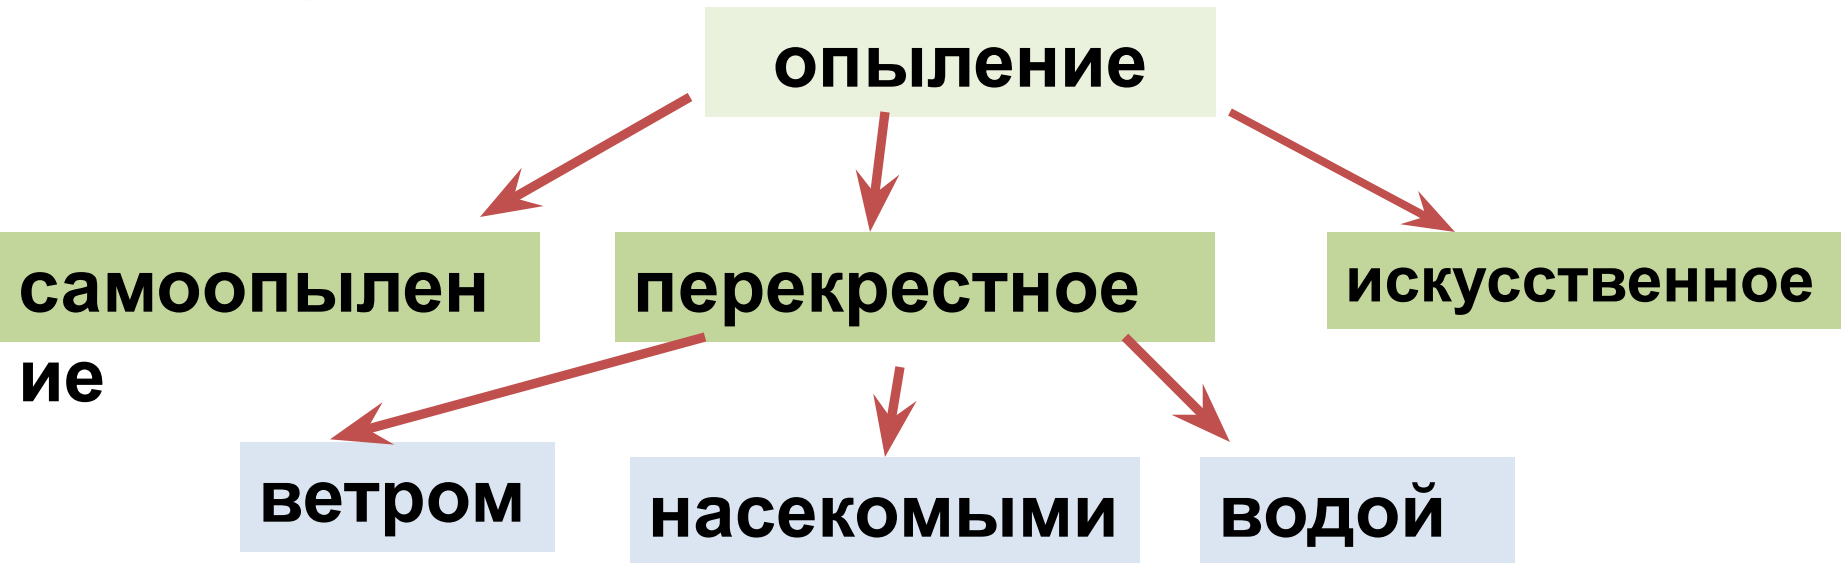 опыление
самоопылен
ие
перекрестное
искусственное
ветром
насекомыми
водой